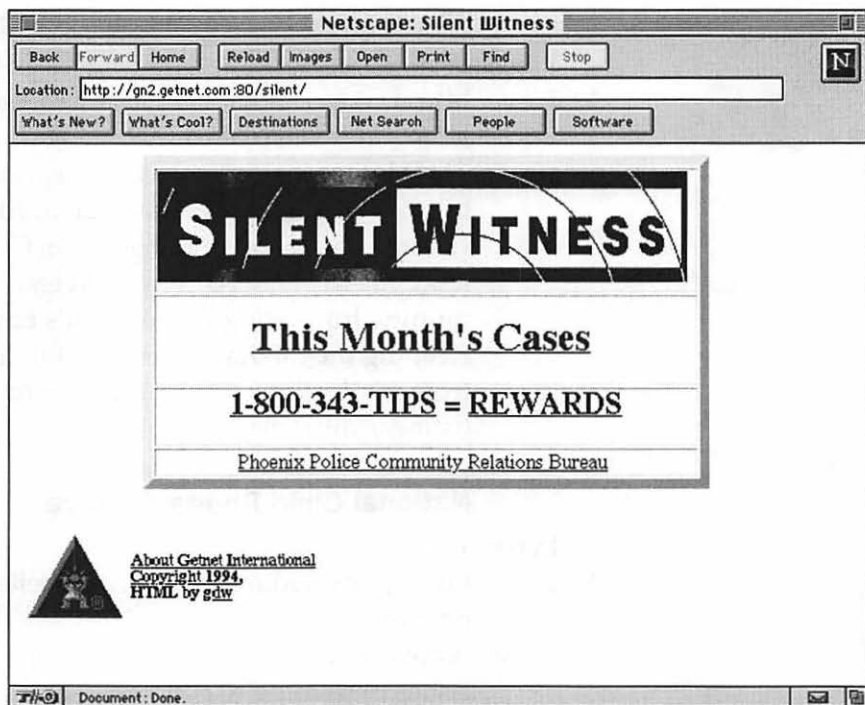 Netscape: Silent Witness
Back Forward Home Reload Images Open Print Find Stop
N
Location: http://gn2.getnet.com:80/silent/
What's New? What's Cool? Destinations Net Search People Software
SILENT WITNESS
This Month's Cases
1-800-343-TIPS = REWARDS
Phoenix Police Community Relations Bureau
About Getnet International
Copyright 1994,
HTML by gdw
Document: Done.